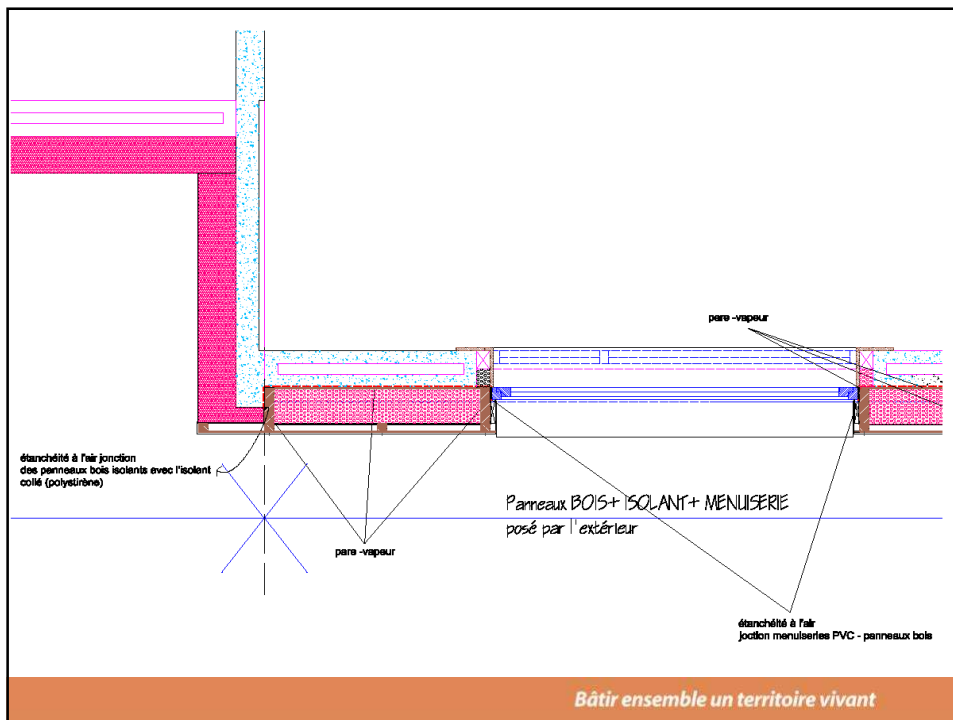 pare -vapeur
étanchéité à l'air jonction
des panneaux bois isolants avec l'isolant
collé (polystirène)
Panneaux BOIS+ ISOLANT+ MENUISERIE
posé par l'extérieur
pare -vapeur
étanchéité à l'air
joction menuiseries PVC - panneaux bois
Bâtir ensemble un territoire vivant